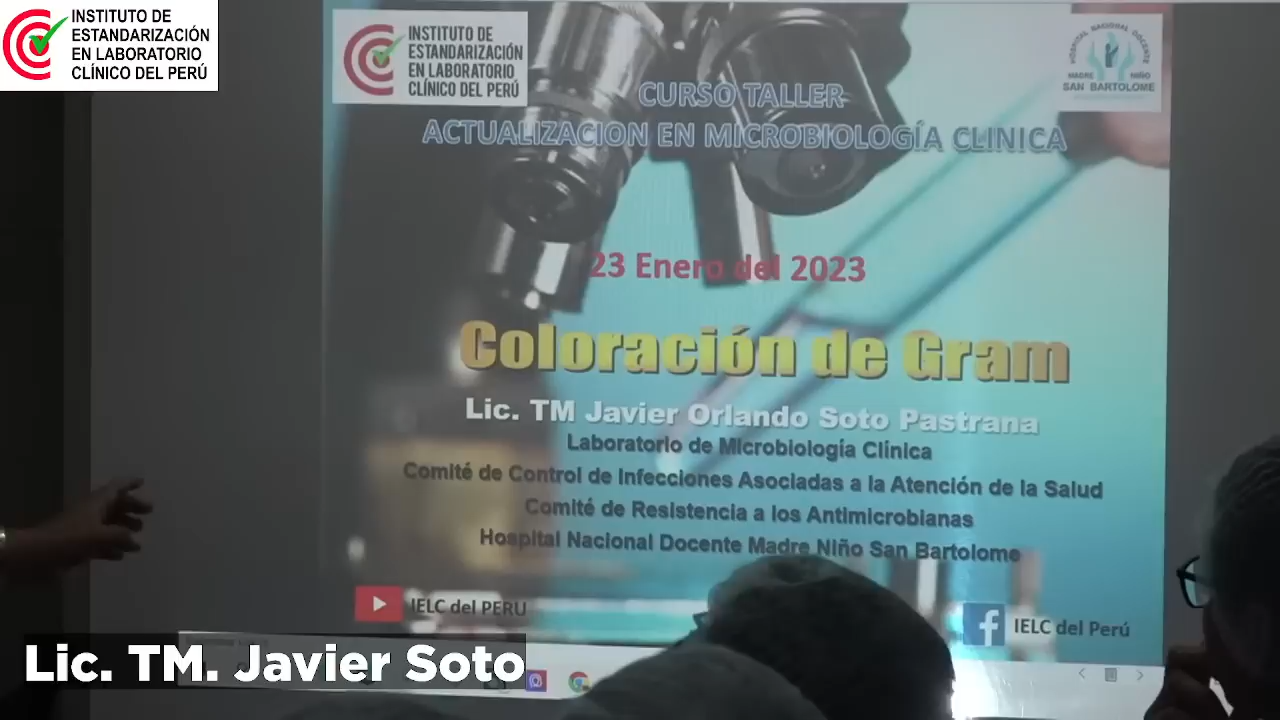 INSTITUTO DE
ESTANDARIZACIÓN
EN LABORATORIO
CLÍNICO DEL PERÚ
INSTITUTO DE
ESTANDARIZACIÓN
EN LABORATORIO
CLÍNICO DEL PERÚ
HOSPITAL NACIONAL DOCENTE
MADRE NIÑO
SAN BARTOLOME
CURSO TALLER
ACTUALIZACION EN MICROBIOLOGÍA CLINICA
23 Enero del 2023
Coloración de Gram
Lic. TM Javier Orlando Soto Pastrana
Laboratorio de Microbiología Clínica
Comité de Control de Infecciones Asociadas a la Atención de la Salud
Comité de Resistencia a los Antimicrobianas
Hospital Nacional Docente Madre Niño San Bartolome
IELC del PERU
IELC del Perú
Lic. TM. Javier Soto